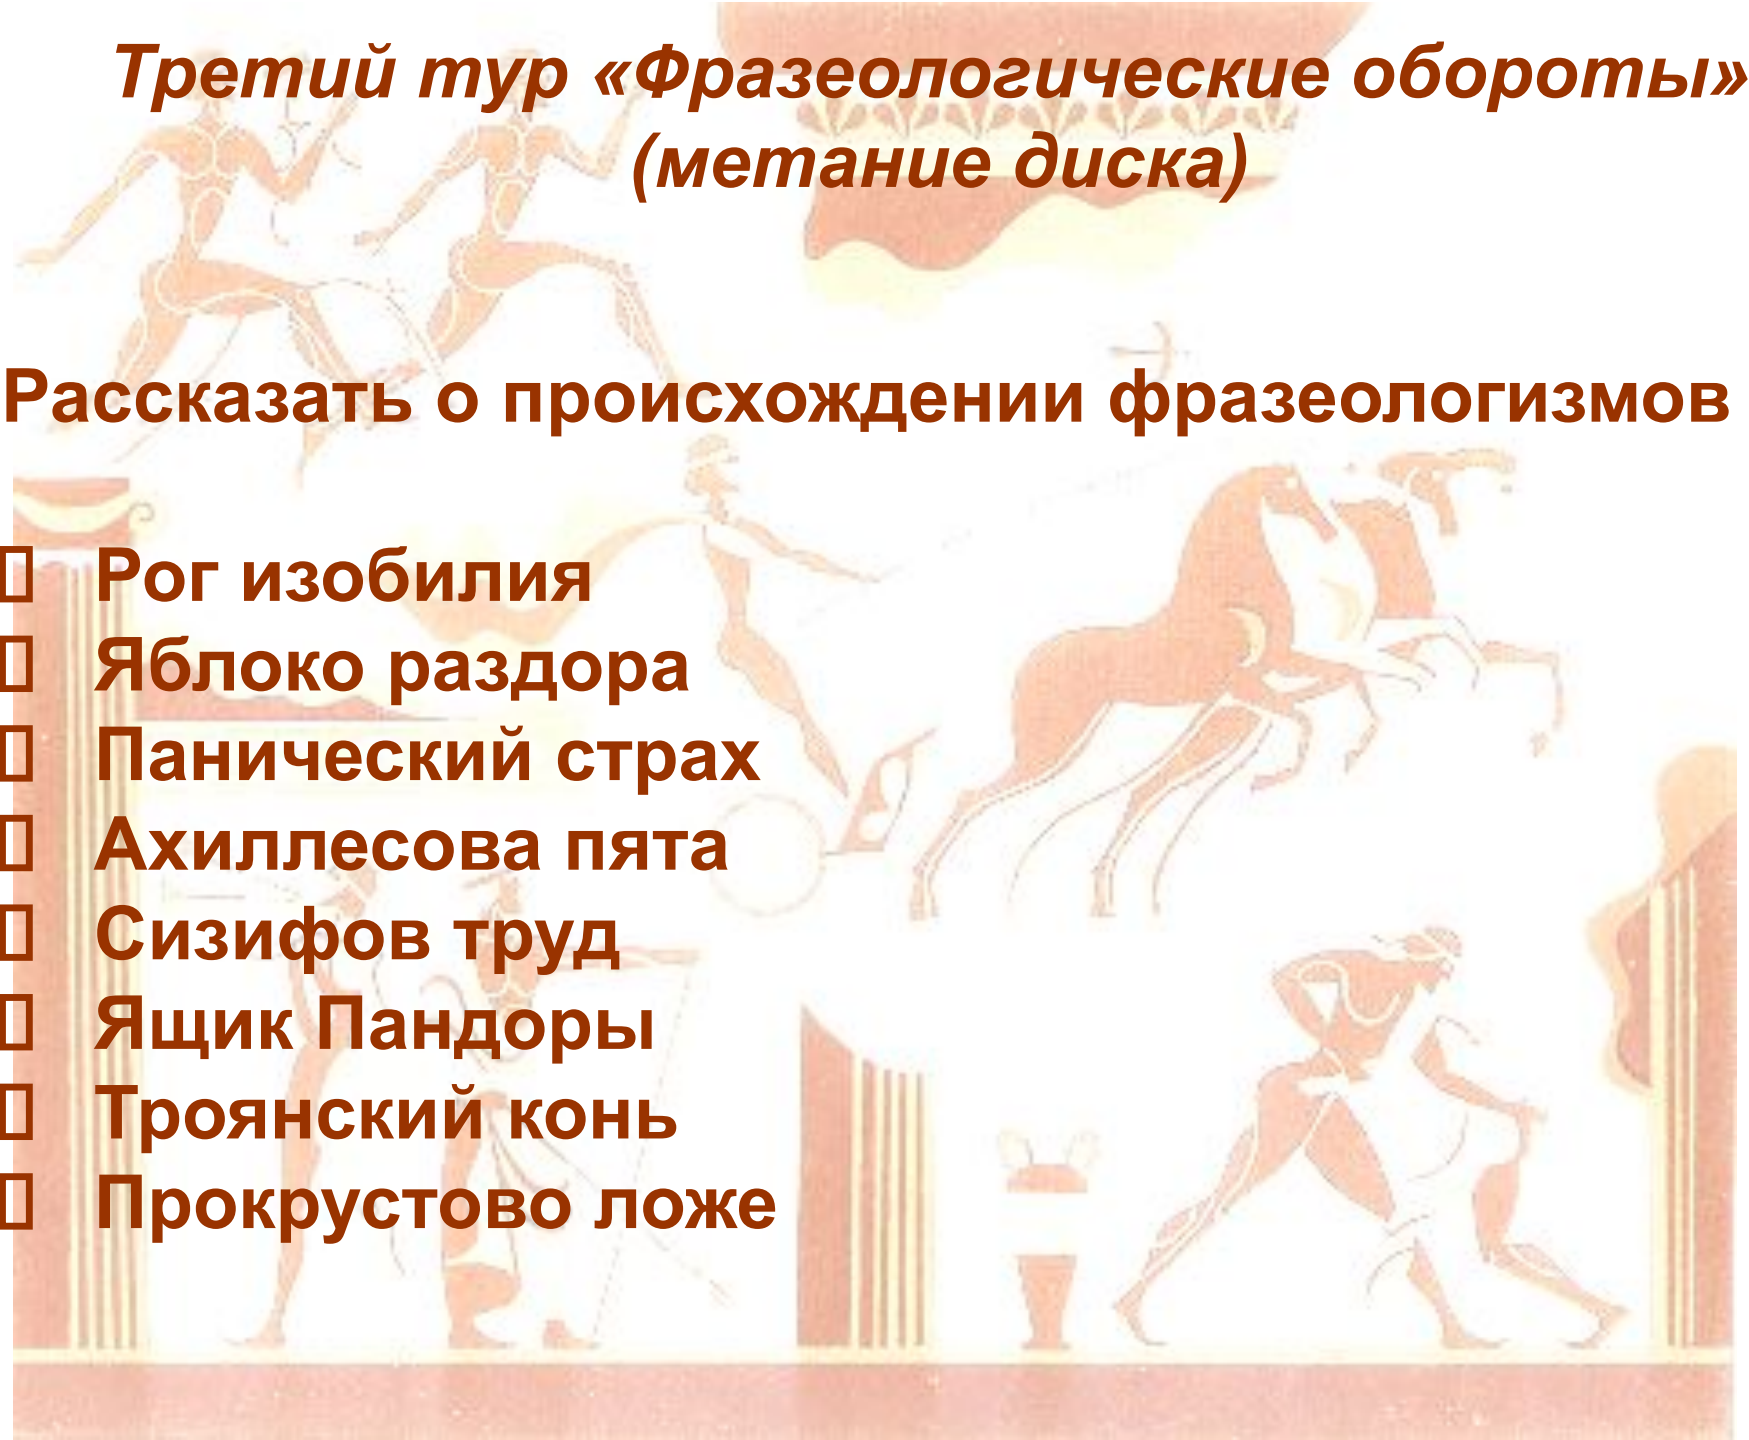 Третий тур «Фразеологические обороты»
(метание диска)
Рассказать о происхождении фразеологизмов
Рог изобилия
Яблоко раздора
Панический страх
Ахиллесова пята
Сизифов труд
Ящик Пандоры
Троянский конь
Прокрустово ложе